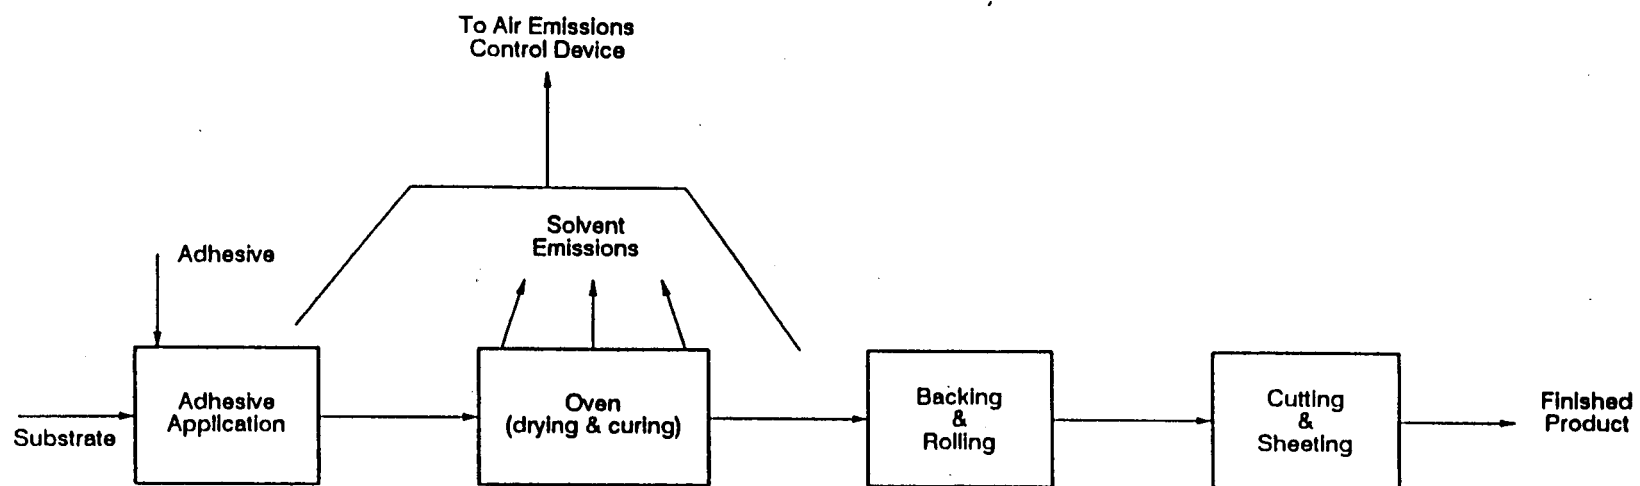 To Air Emissions
Control Device
Solvent
Emissions
Adhesive
Substrate
Adhesive
Application
Oven
(drying & curing)
Backing
&
Rolling
Cutting
&
Sheeting
Finished
Product